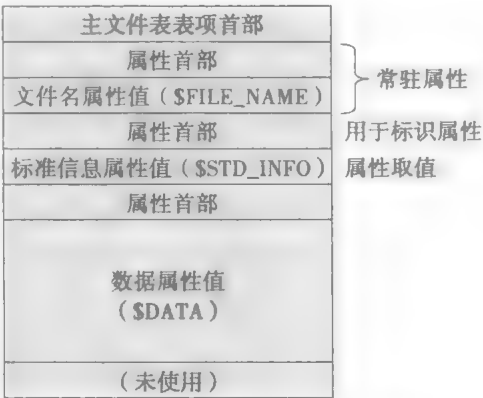 主文件表表项首部
属性首部
文件名属性值（$FILE_NAME）
常驻属性
属性首部
用于标识属性
标准信息属性值（$STD_INFO）
属性取值
属性首部
数据属性值
（$DATA）
（未使用）